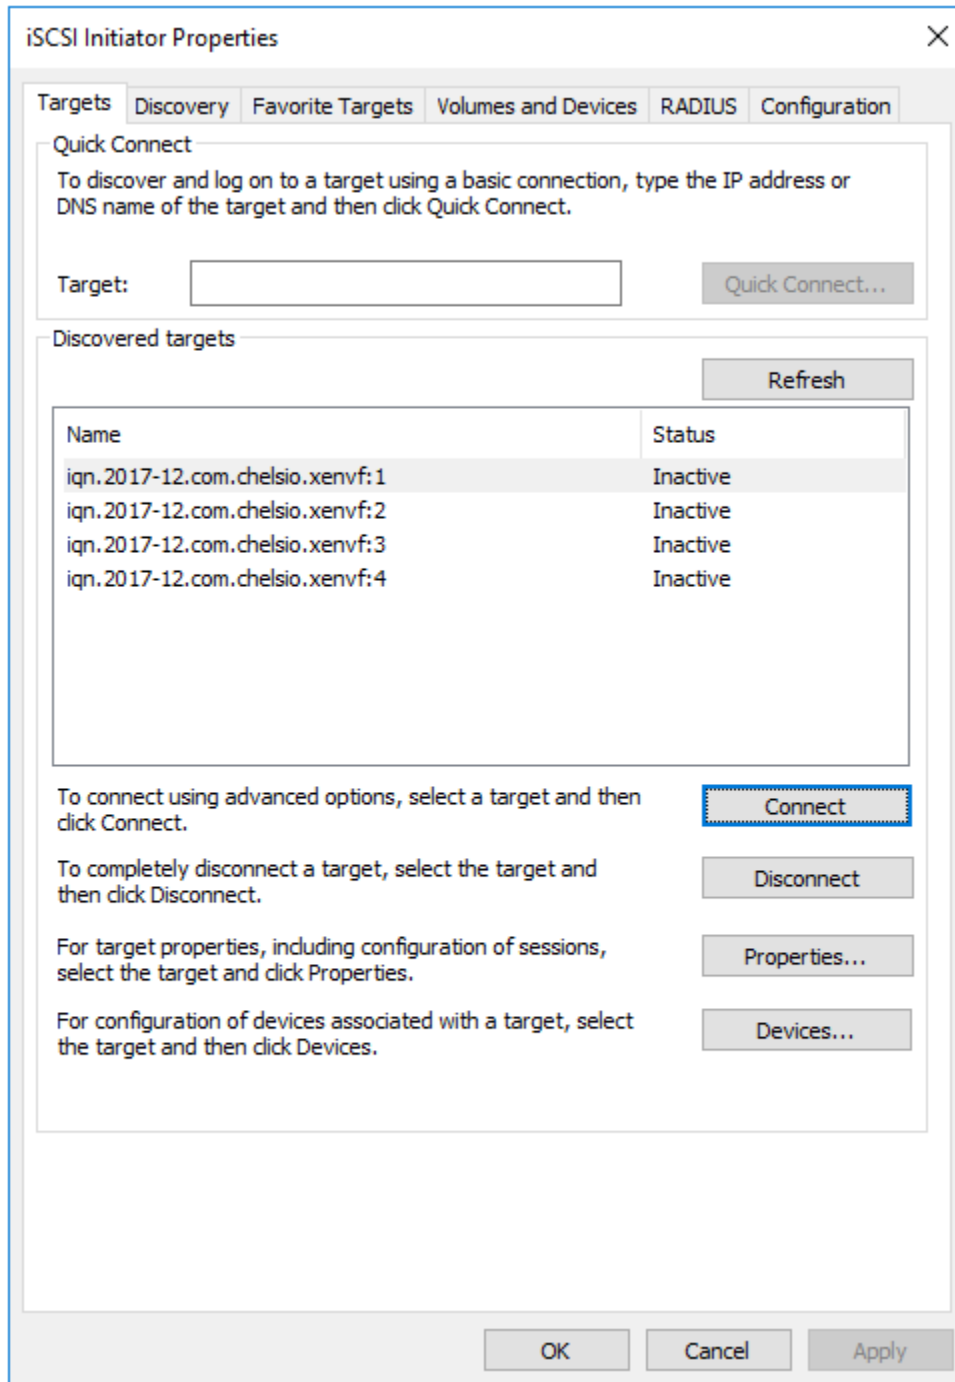 iSCSI Initiator Properties
Targets Discovery Favorite Targets Volumes and Devices RADIUS Configuration
Quick Connect
To discover and log on to a target using a basic connection, type the IP address or
DNS name of the target and then click Quick Connect.
Target: Quick Connect...
Discovered targets
Refresh
Name Status
iqn.2017-12.com.chelsio.xenvf:1 Inactive
iqn.2017-12.com.chelsio.xenvf:2 Inactive
iqn.2017-12.com.chelsio.xenvf:3 Inactive
iqn.2017-12.com.chelsio.xenvf:4 Inactive
To connect using advanced options, select a target and then
click Connect.
Connect
To completely disconnect a target, select the target and
then click Disconnect.
Disconnect
For target properties, including configuration of sessions,
select the target and click Properties.
Properties...
For configuration of devices associated with a target, select
the target and then click Devices.
Devices...
OK Cancel Apply